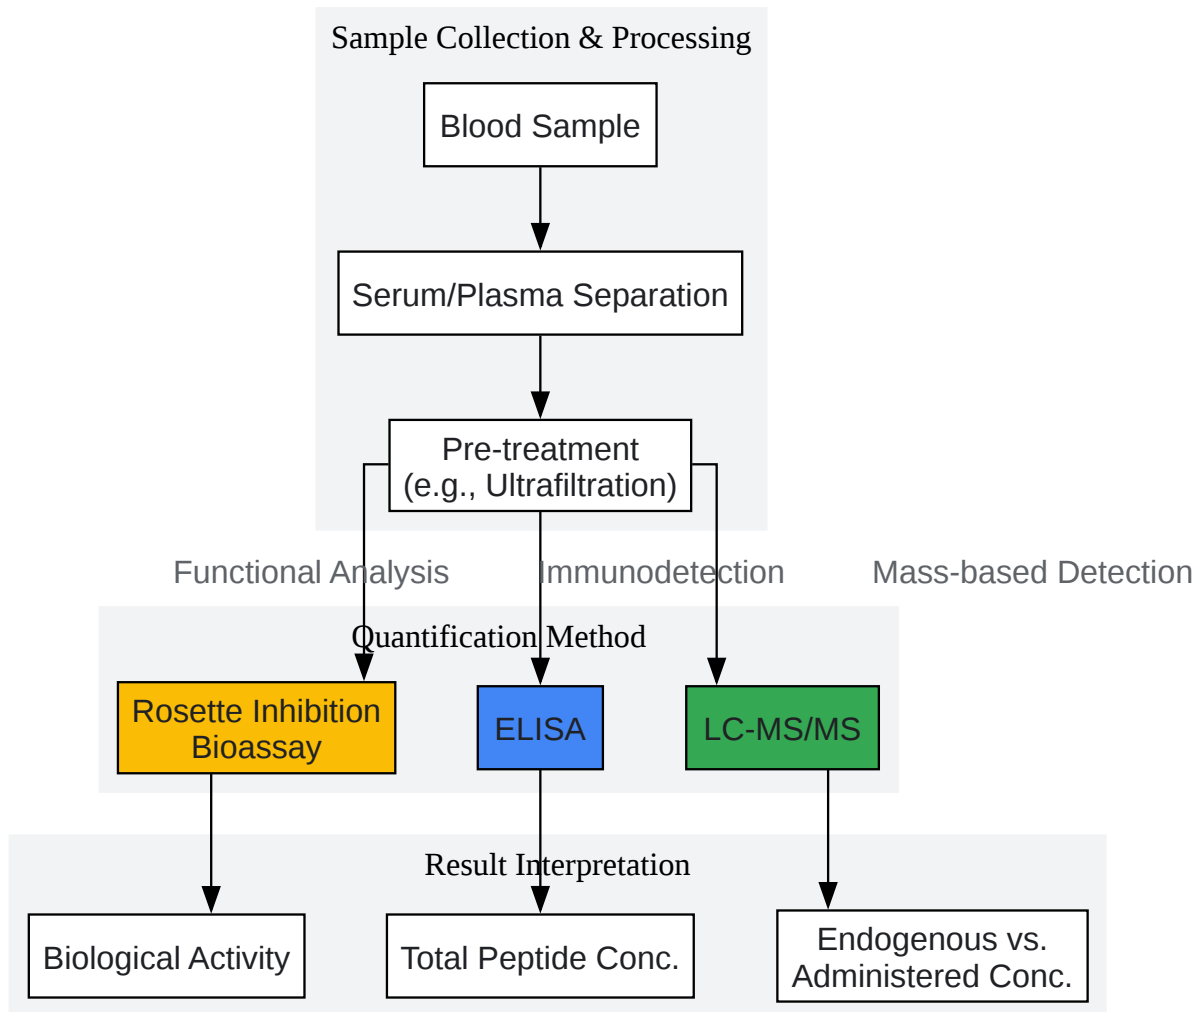 Sample Collection & Processing
Blood Sample
Serum/Plasma Separation
Pre-treatment
(e.g., Ultrafiltration)
Functional Analysis
Immunodetection
Mass-based Detection
Quantification Method
Rosette Inhibition
Bioassay
ELISA
LC-MS/MS
Result Interpretation
Biological Activity
Total Peptide Conc.
Endogenous vs.
Administered Conc.